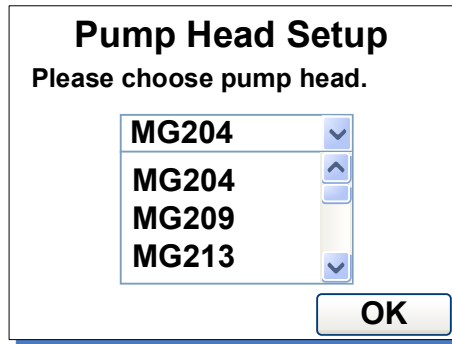 Pump Head Setup
Please choose pump head.
MG204
MG204
MG209
MG213
OK